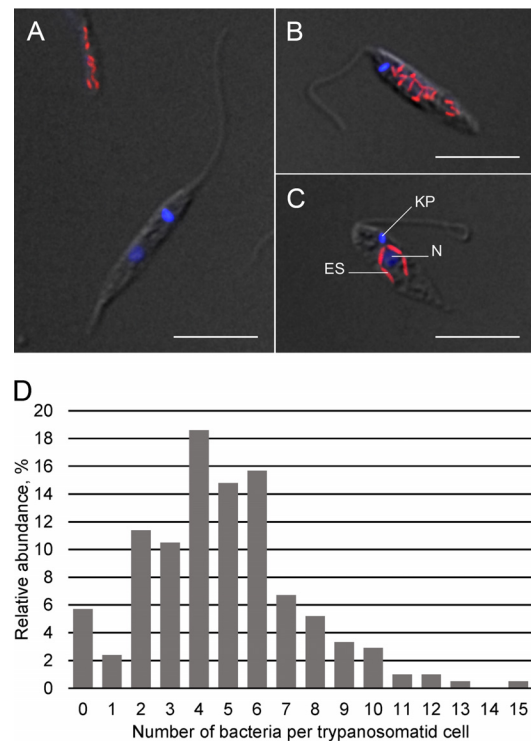 A
B
C
KP
N
ES
D
Relative abundance, %
20
18
16
14
12
10
8
6
4
2
0
0 1 2 3 4 5 6 7 8 9 10 11 12 13 14 15
Number of bacteria per trypanosomatid cell